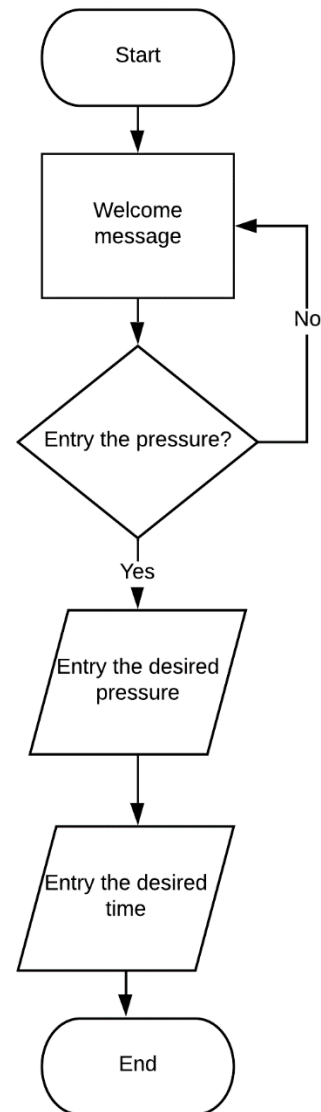 Start
Welcome
message
No
Entry the pressure?
Yes
Entry the desired
pressure
Entry the desired
time
End